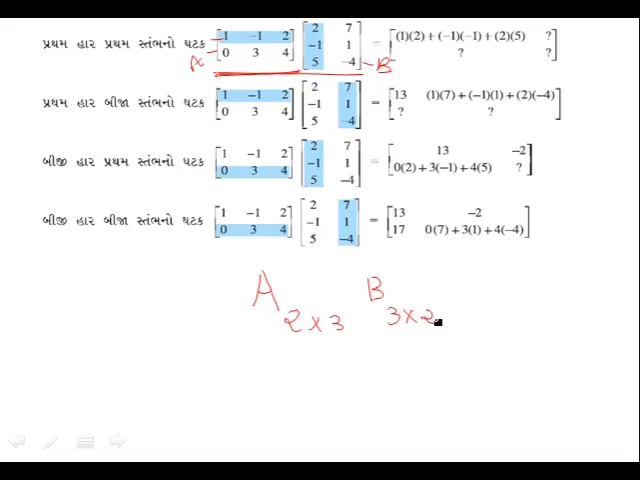 પ્રથમ હાર પ્રથમ સ્તંભનો ઘટક [1 -1 2; 0 3 4] [2 7; -1 1; 5 -4] = [(1)(2)+(-1)(-1)+(2)(5) ?; ? ?]
A B
પ્રથમ હાર બીજા સ્તંભનો ઘટક [1 -1 2; 0 3 4] [2 7; -1 1; 5 -4] = [13 (1)(7)+(-1)(1)+(2)(-4); ? ?]
બીજી હાર પ્રથમ સ્તંભનો ઘટક [1 -1 2; 0 3 4] [2 7; -1 1; 5 -4] = [13 -2; 0(2)+3(-1)+4(5) ?]
બીજી હાર બીજા સ્તંભનો ઘટક [1 -1 2; 0 3 4] [2 7; -1 1; 5 -4] = [13 -2; 17 0(7)+3(1)+4(-4)]
A 2×3 B 3×2